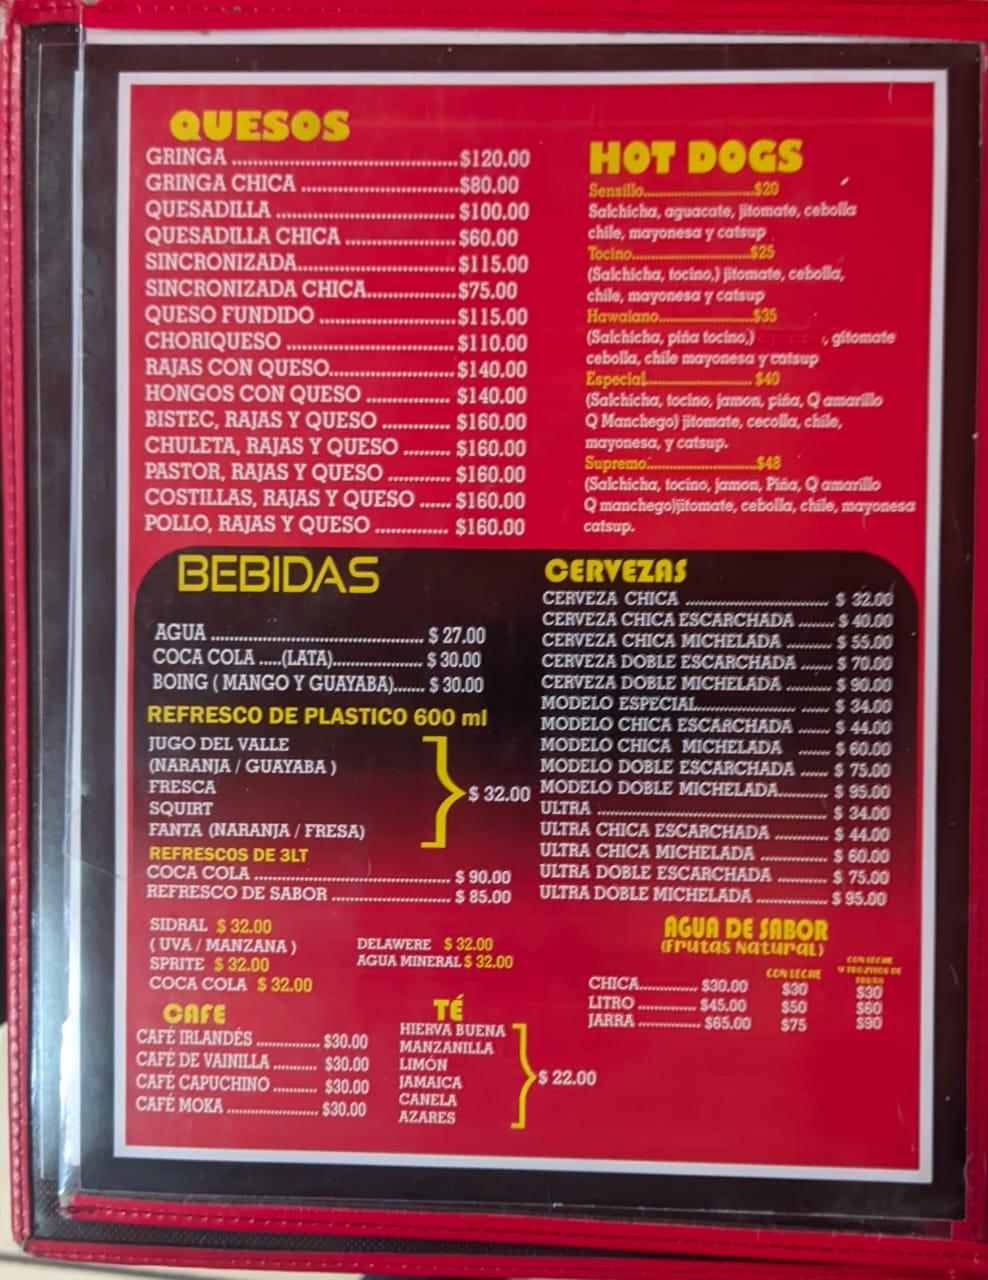 QUESOS
GRINGA ........................................... $120.00
GRINGA CHICA .............................. $80.00
QUESADILLA .................................. $100.00
QUESADILLA CHICA ..................... $60.00
SINCRONIZADA.............................. $115.00
SINCRONIZADA CHICA................. $75.00
QUESO FUNDIDO .......................... $115.00
CHORIQUESO ................................ $110.00
RAJAS CON QUESO........................ $140.00
HONGOS CON QUESO ................ $140.00
BISTEC, RAJAS Y QUESO ............. $160.00
CHULETA, RAJAS Y QUESO ......... $160.00
PASTOR, RAJAS Y QUESO ............ $160.00
COSTILLAS, RAJAS Y QUESO ...... $160.00
POLLO, RAJAS Y QUESO .............. $160.00
HOT DOGS
Sensillo..........................$20
Salchicha, aguacate, jitomate, cebolla
chile, mayonesa y catsup
Tocino...........................$25
(Salchicha, tocino,) jitomate, cebolla,
chile, mayonesa y catsup
Hawaiano......................$35
(Salchicha, piña tocino,) , gitomate
cebolla, chile mayonesa y catsup
Especial......................... $40
(Salchicha, tocino, jamon, piña, Q amarillo
Q Manchego) jitomate, cecolla, chile,
mayonesa, y catsup.
Supremo..........................$48
(Salchicha, tocino, jamon, Piña, Q amarillo
Q manchego)jitomate, cebolla, chile, mayonesa
catsup.
BEBIDAS
AGUA ............................................. $ 27.00
COCA COLA .....(LATA)................... $ 30.00
BOING ( MANGO Y GUAYABA)....... $ 30.00
REFRESCO DE PLASTICO 600 ml
JUGO DEL VALLE
(NARANJA / GUAYABA )
FRESCA
SQUIRT
FANTA (NARANJA / FRESA)
$ 32.00
REFRESCOS DE 3LT
COCA COLA .......................................... $ 90.00
REFRESCO DE SABOR ......................... $ 85.00
SIDRAL $ 32.00
( UVA / MANZANA )
SPRITE $ 32.00
COCA COLA $ 32.00
DELAWERE $ 32.00
AGUA MINERAL $ 32.00
CERVEZAS
CERVEZA CHICA ................................ $ 32.00
CERVEZA CHICA ESCARCHADA ........ $ 40.00
CERVEZA CHICA MICHELADA .......... $ 55.00
CERVEZA DOBLE ESCARCHADA ....... $ 70.00
CERVEZA DOBLE MICHELADA .......... $ 90.00
MODELO ESPECIAL....................... ...... $ 34.00
MODELO CHICA ESCARCHADA ....... $ 44.00
MODELO CHICA MICHELADA ....... $ 60.00
MODELO DOBLE ESCARCHADA ...... $ 75.00
MODELO DOBLE MICHELADA........... $ 95.00
ULTRA .................................................... $ 34.00
ULTRA CHICA ESCARCHADA ............ $ 44.00
ULTRA CHICA MICHELADA ............... $ 60.00
ULTRA DOBLE ESCARCHADA ........... $ 75.00
ULTRA DOBLE MICHELADA ................ $ 95.00
AGUA DE SABOR
(Frutas Natural)
CON LECHE
CON LECHE
Y TROZITOS DE
FRUTA
CHICA.............. $30.00 $30 $30
LITRO .............. $45.00 $50 $60
JARRA ............... $65.00 $75 $90
CAFE
CAFÉ IRLANDÉS ................ $30.00
CAFÉ DE VAINILLA ........... $30.00
CAFÉ CAPUCHINO ........... $30.00
CAFÉ MOKA ....................... $30.00
TÉ
HIERVA BUENA
MANZANILLA
LIMÓN
JAMAICA
CANELA
AZARES
$ 22.00